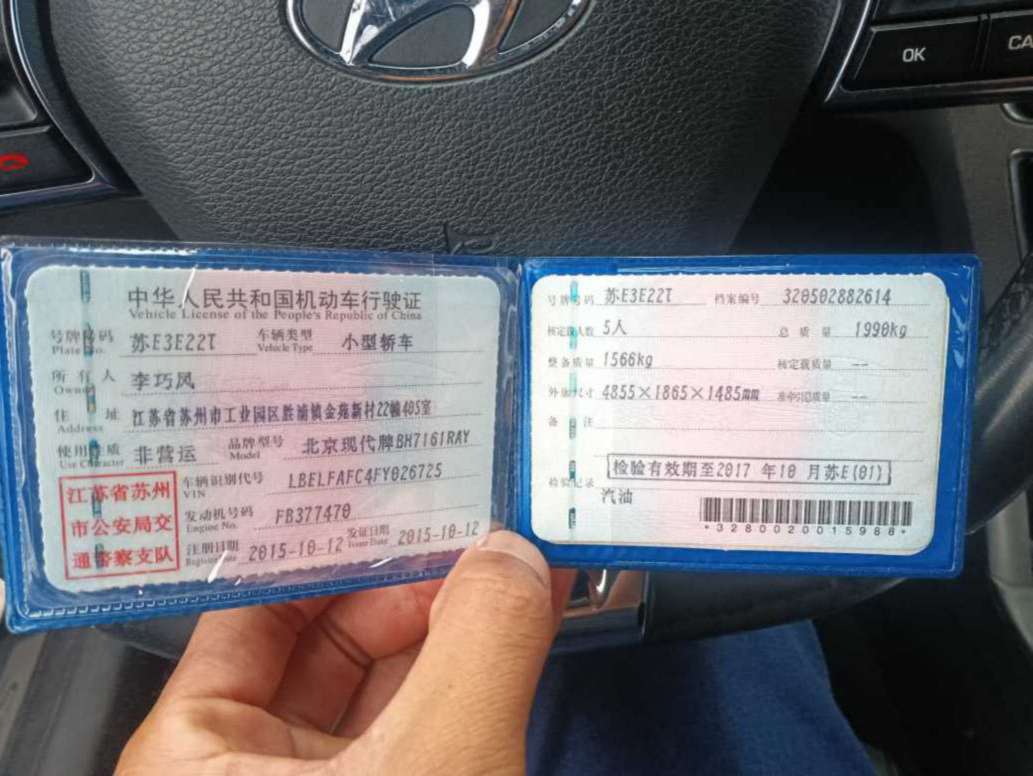 OK
CA
中华人民共和国机动车行驶证
Vehicle License of the People's Republic of China
号牌号码 苏E3E22T 车辆类型 小型轿车
Plate No. Vehicle Type
所有人 李巧凤
Owner
住址 江苏省苏州市工业园区胜浦镇金苑新村22幢405室
Address
使用性质 非营运 品牌型号 北京现代牌BH7161RAY
Use Character Model
江苏省苏州
市公安局交
通警察支队
车辆识别代号 LBELFAFC4FY026725
VIN
发动机号码 FB377470
Engine No.
注册日期 2015-10-12 发证日期 2015-10-12
Register Date Issue Date
号牌号码 苏E3E22T 档案编号 320502882614
核定载人数 5人 总质量 1990kg
整备质量 1566kg 核定载质量 --
外廓尺寸 4855×1865×1485mm 准牵引总质量 --
备注
检验有效期至2017年10月苏E(01)
检验记录
汽油
*3280020015988*